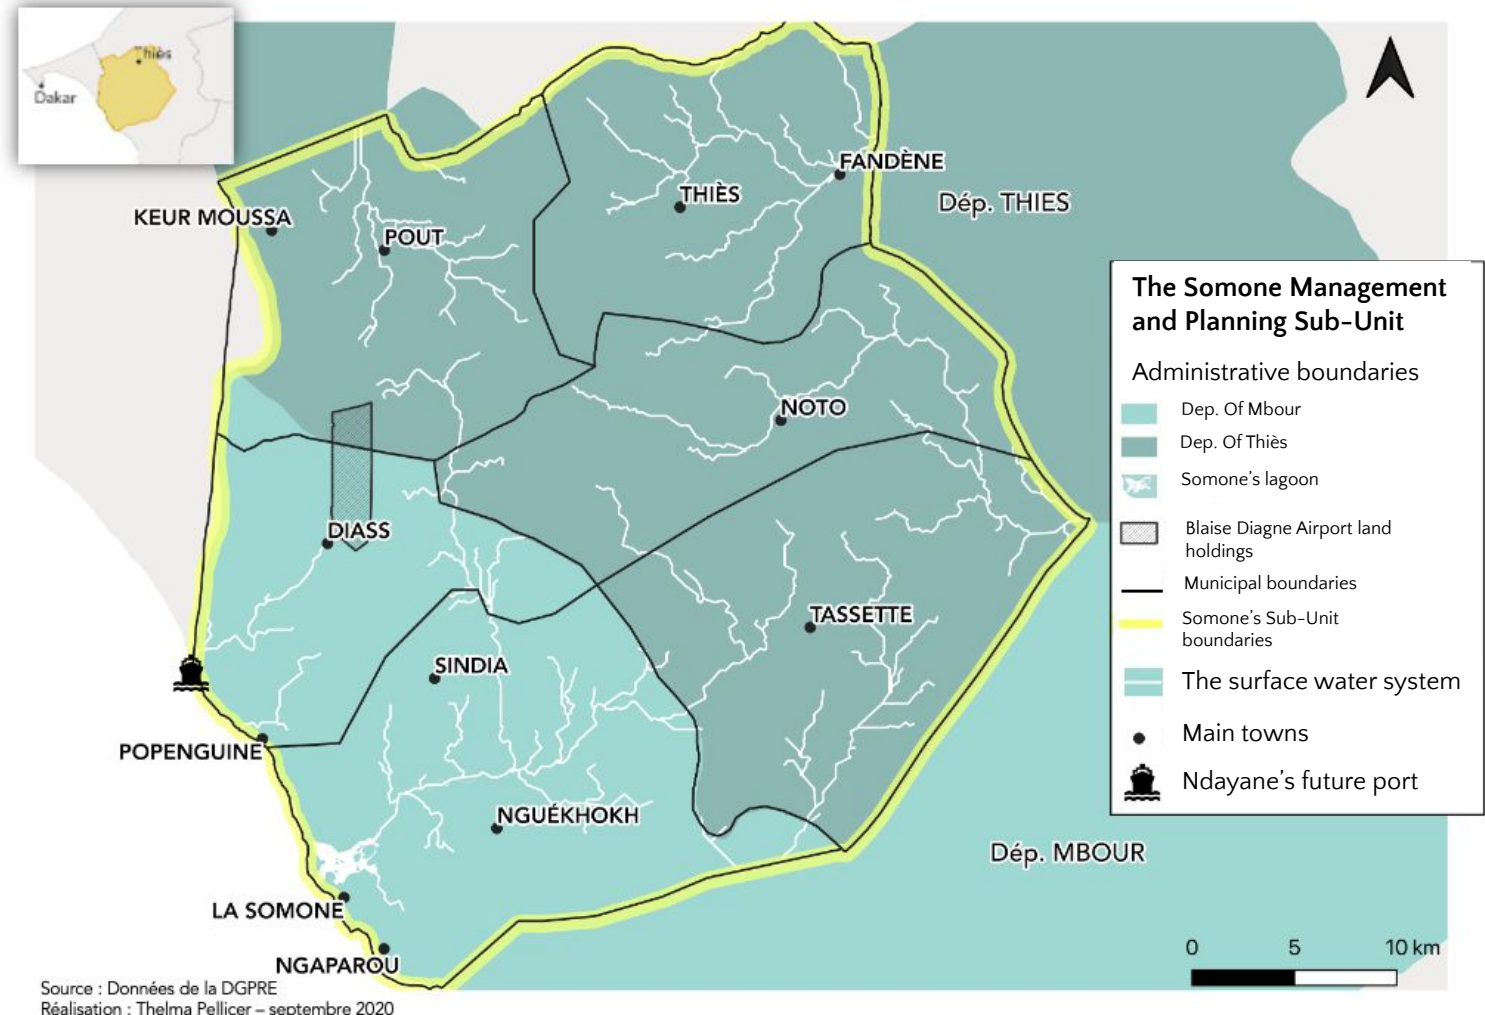 Thiès
Dakar
FANDÈNE
THIÈS
Dép. THIES
KEUR MOUSSA
POUT
NOTO
DIASS
TASSETTE
SINDIA
POPENGUINE
NGUÉKHOKH
Dép. MBOUR
LA SOMONE
NGAPAROU
The Somone Management
and Planning Sub-Unit
Administrative boundaries
Dep. Of Mbour
Dep. Of Thiès
Somone's lagoon
Blaise Diagne Airport land
holdings
Municipal boundaries
Somone's Sub-Unit
boundaries
The surface water system
Main towns
Ndayane's future port
0 5 10 km
Source : Données de la DGPRE
Réalisation : Thelma Pellicer – septembre 2020